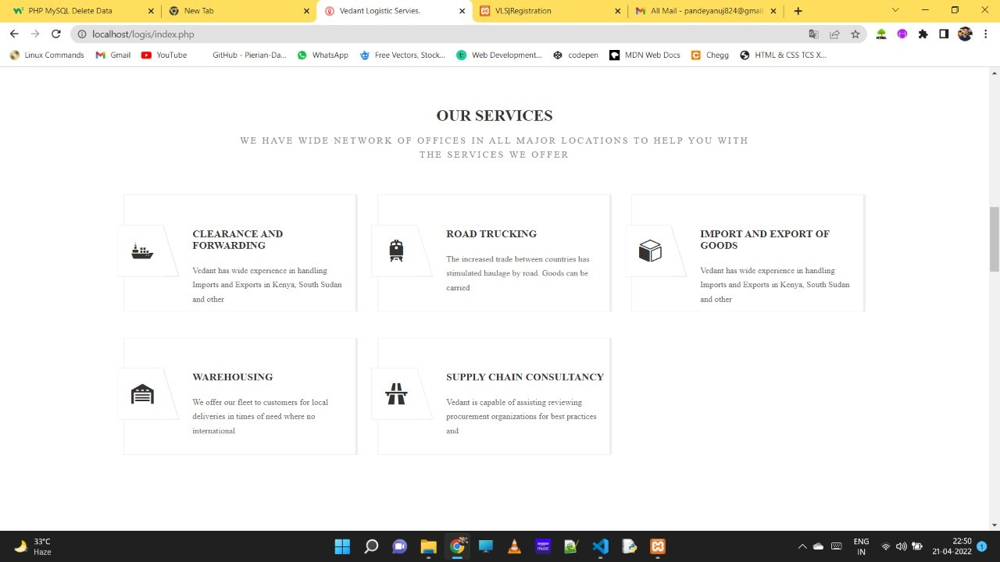 PHP MySQL Delete Data
New Tab
Vedant Logistic Servies.
VLS|Registration
All Mail - pandeyanuj824@gmail
localhost/logis/index.php
Linux Commands
Gmail
YouTube
GitHub - Pierian-Da...
WhatsApp
Free Vectors, Stock...
Web Development...
codepen
MDN Web Docs
Chegg
HTML & CSS TCS X...
OUR SERVICES
WE HAVE WIDE NETWORK OF OFFICES IN ALL MAJOR LOCATIONS TO HELP YOU WITH
THE SERVICES WE OFFER
CLEARANCE AND
FORWARDING
Vedant has wide experience in handling
Imports and Exports in Kenya, South Sudan
and other
ROAD TRUCKING
The increased trade between countries has
stimulated haulage by road. Goods can be
carried
IMPORT AND EXPORT OF
GOODS
Vedant has wide experience in handling
Imports and Exports in Kenya, South Sudan
and other
WAREHOUSING
We offer our fleet to customers for local
deliveries in times of need where no
international
SUPPLY CHAIN CONSULTANCY
Vedant is capable of assisting reviewing
procurement organizations for best practices
and
33°C
Haze
ENG
IN
22:50
21-04-2022
1